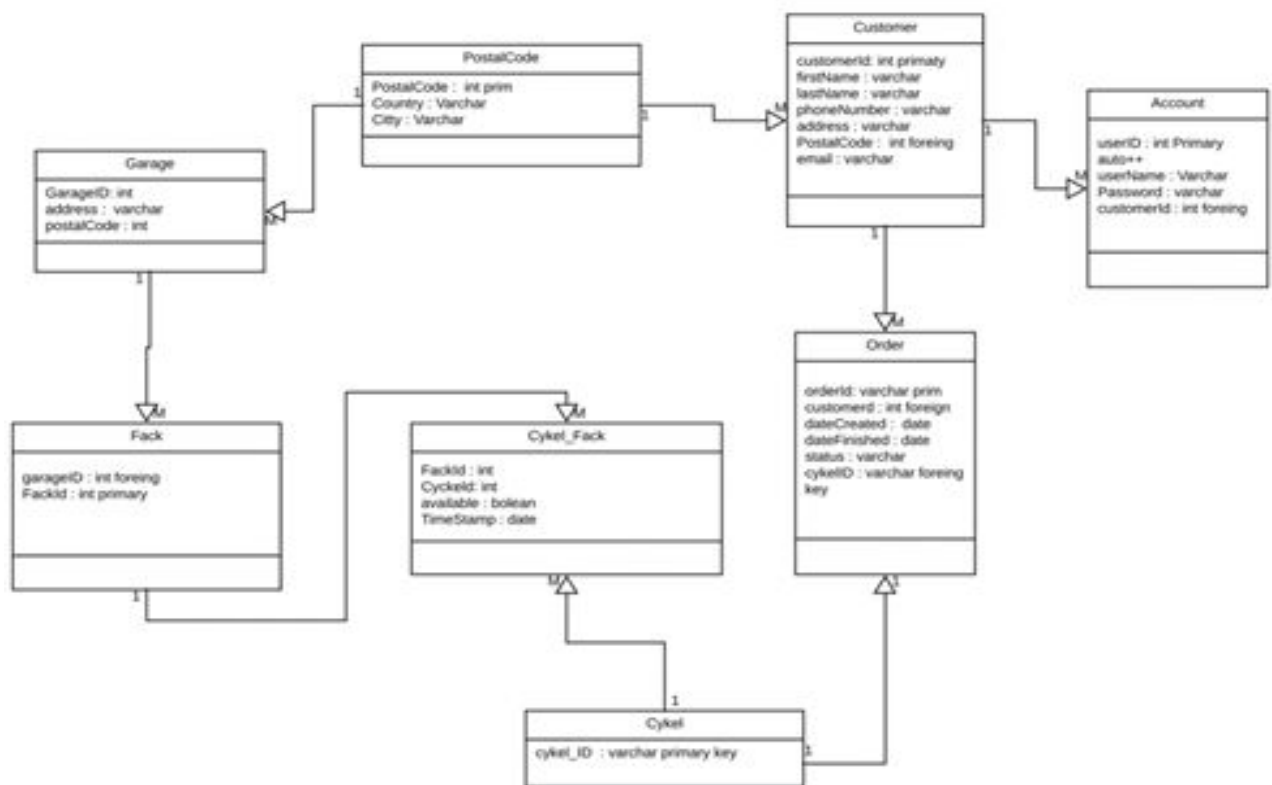 PostalCode
PostalCode : int prim
Country : Varchar
Citty : Varchar
1
1
Customer
customerId: int primaty
firstName : varchar
lastName : varchar
phoneNumber : varchar
address : varchar
PostalCode : int foreing
email : varchar
M
1
1
Account
userID : int Primary
auto++
userName : Varchar
Password : varchar
customerId : int foreing
M
Garage
GarageID: int
address : varchar
postalCode : int
M
1
Order
orderId: varchar prim
customerd : int foreign
dateCreated : date
dateFinished : date
status : varchar
cykelID : varchar foreing
key
M
1
Fack
garageID : int foreing
FackId : int primary
M
1
Cykel_Fack
FackId : int
CyckeId: int
available : bolean
TimeStamp : date
M
M
Cykel
cykel_ID : varchar primary key
1
1